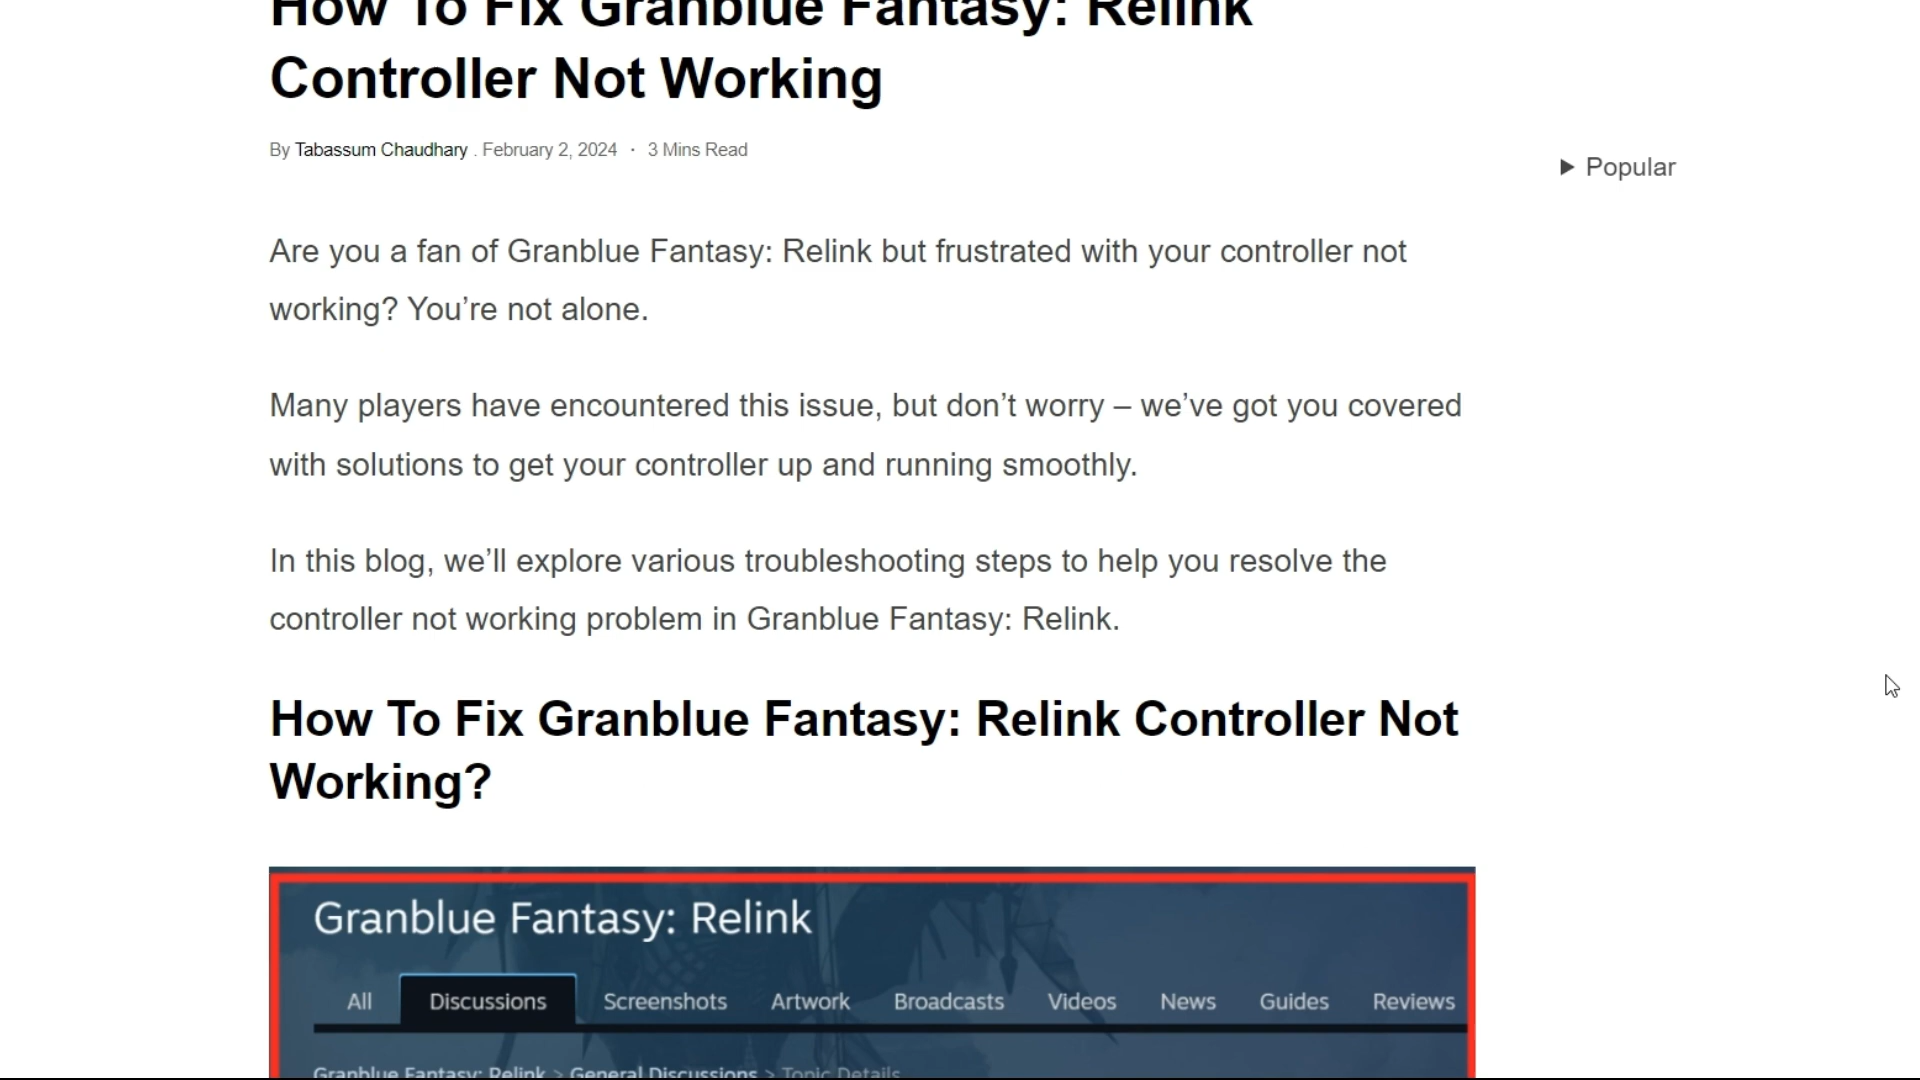 How To Fix Granblue Fantasy: Relink
Controller Not Working
By Tabassum Chaudhary . February 2, 2024 · 3 Mins Read
▶ Popular
Are you a fan of Granblue Fantasy: Relink but frustrated with your controller not
working? You’re not alone.
Many players have encountered this issue, but don’t worry – we’ve got you covered
with solutions to get your controller up and running smoothly.
In this blog, we’ll explore various troubleshooting steps to help you resolve the
controller not working problem in Granblue Fantasy: Relink.
How To Fix Granblue Fantasy: Relink Controller Not
Working?
Granblue Fantasy: Relink
All Discussions Screenshots Artwork Broadcasts Videos News Guides Reviews
Granblue Fantasy: Relink > General Discussions > Topic Details